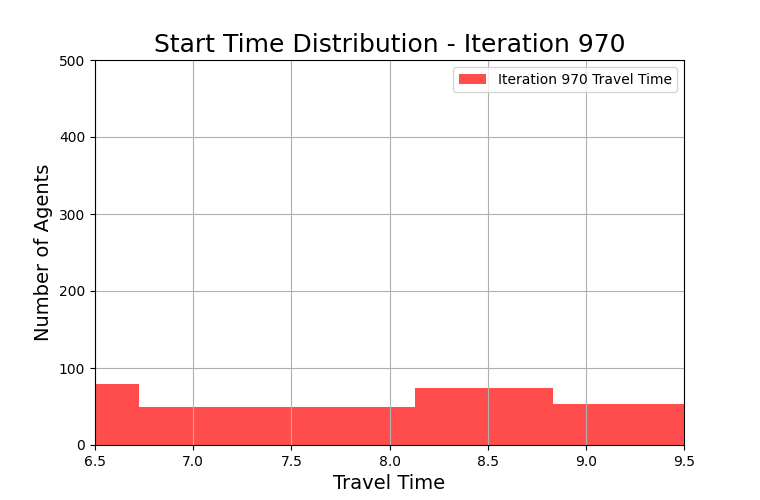 Start Time Distribution - Iteration 970
Iteration 970 Travel Time
Number of Agents
500
400
300
200
100
0
6.5 7.0 7.5 8.0 8.5 9.0 9.5
Travel Time